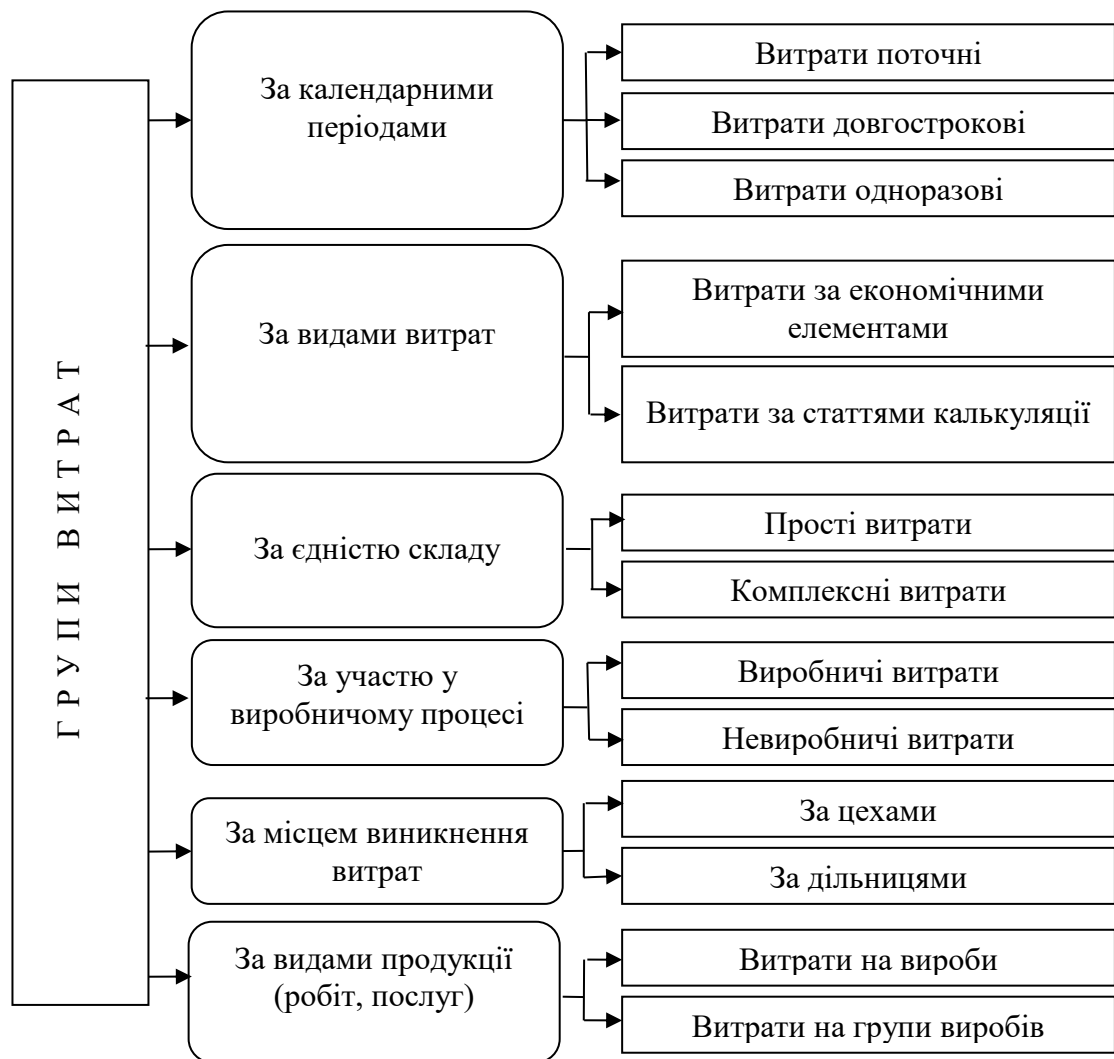 ГРУПИ ВИТРАТ
За календарними
періодами
Витрати поточні
Витрати довгострокові
Витрати одноразові
За видами витрат
Витрати за економічними
елементами
Витрати за статтями калькуляції
За єдністю складу
Прості витрати
Комплексні витрати
За участю у
виробничому процесі
Виробничі витрати
Невиробничі витрати
За місцем виникнення
витрат
За цехами
За дільницями
За видами продукції
(робіт, послуг)
Витрати на вироби
Витрати на групи виробів